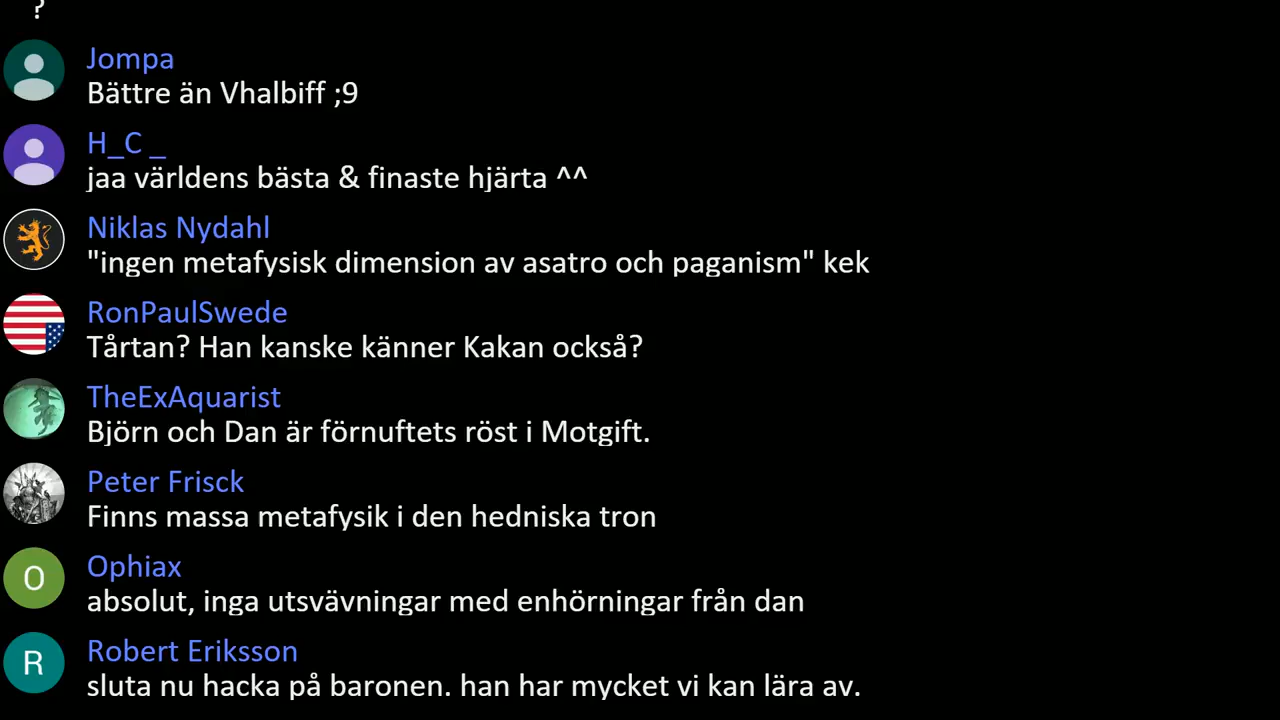 ?
Jompa
Bättre än Vhalbiff ;9
H_C _
jaa världens bästa & finaste hjärta ^^
Niklas Nydahl
"ingen metafysisk dimension av asatro och paganism" kek
RonPaulSwede
Tårtan? Han kanske känner Kakan också?
TheExAquarist
Björn och Dan är förnuftets röst i Motgift.
Peter Frisck
Finns massa metafysik i den hedniska tron
O
Ophiax
absolut, inga utsvävningar med enhörningar från dan
R
Robert Eriksson
sluta nu hacka på baronen. han har mycket vi kan lära av.